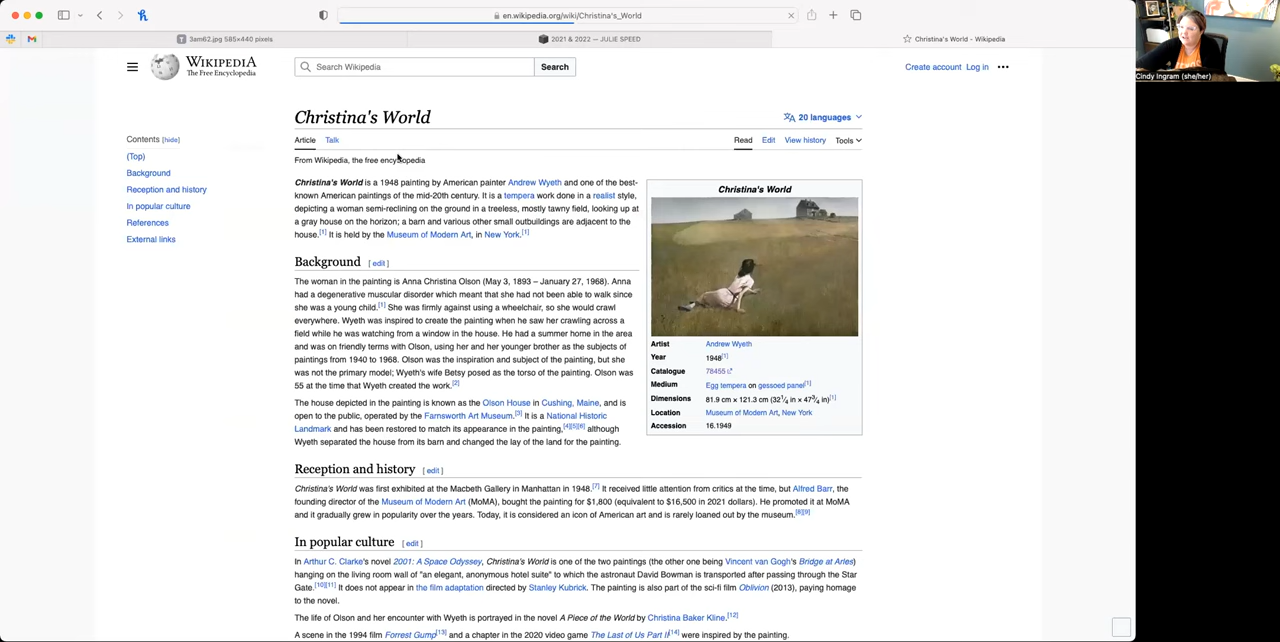 en.wikipedia.org/wiki/Christina's_World
3am62.jpg 585×440 pixels
2021 & 2022 — JULIE SPEED
Christina's World - Wikipedia
Cindy Ingram (she/her)
WIKIPEDIA
The Free Encyclopedia
Search Wikipedia
Search
Create account Log in
Christina's World
20 languages
Contents [hide]
(Top)
Background
Reception and history
In popular culture
References
External links
Article Talk
Read Edit View history Tools
From Wikipedia, the free encyclopedia
Christina's World is a 1948 painting by American painter Andrew Wyeth and one of the best-
known American paintings of the mid-20th century. It is a tempera work done in a realist style,
depicting a woman semi-reclining on the ground in a treeless, mostly tawny field, looking up at
a gray house on the horizon; a barn and various other small outbuildings are adjacent to the
house.[1] It is held by the Museum of Modern Art, in New York.[1]
Background [ edit ]
The woman in the painting is Anna Christina Olson (May 3, 1893 – January 27, 1968). Anna
had a degenerative muscular disorder which meant that she had not been able to walk since
she was a young child.[1] She was firmly against using a wheelchair, so she would crawl
everywhere. Wyeth was inspired to create the painting when he saw her crawling across a
field while he was watching from a window in the house. He had a summer home in the area
and was on friendly terms with Olson, using her and her younger brother as the subjects of
paintings from 1940 to 1968. Olson was the inspiration and subject of the painting, but she
was not the primary model; Wyeth's wife Betsy posed as the torso of the painting. Olson was
55 at the time that Wyeth created the work.[2]
The house depicted in the painting is known as the Olson House in Cushing, Maine, and is
open to the public, operated by the Farnsworth Art Museum.[3] It is a National Historic
Landmark and has been restored to match its appearance in the painting,[4][5][6] although
Wyeth separated the house from its barn and changed the lay of the land for the painting.
Christina's World
Artist Andrew Wyeth
Year 1948[1]
Catalogue 78455
Medium Egg tempera on gessoed panel[1]
Dimensions 81.9 cm × 121.3 cm (32 1⁄4 in × 47 3⁄4 in)[1]
Location Museum of Modern Art, New York
Accession 16.1949
Reception and history [ edit ]
Christina's World was first exhibited at the Macbeth Gallery in Manhattan in 1948.[7] It received little attention from critics at the time, but Alfred Barr, the
founding director of the Museum of Modern Art (MoMA), bought the painting for $1,800 (equivalent to $16,500 in 2021 dollars). He promoted it at MoMA
and it gradually grew in popularity over the years. Today, it is considered an icon of American art and is rarely loaned out by the museum.[8][9]
In popular culture [ edit ]
In Arthur C. Clarke's novel 2001: A Space Odyssey, Christina's World is one of the two paintings (the other one being Vincent van Gogh's Bridge at Arles)
hanging on the living room wall of "an elegant, anonymous hotel suite" to which the astronaut David Bowman is transported after passing through the Star
Gate.[10][11] It does not appear in the film adaptation directed by Stanley Kubrick. The painting is also part of the sci-fi film Oblivion (2013), paying homage
to the novel.
The life of Olson and her encounter with Wyeth is portrayed in the novel A Piece of the World by Christina Baker Kline.[12]
A scene in the 1994 film Forrest Gump[13] and a chapter in the 2020 video game The Last of Us Part II[14] were inspired by the painting.